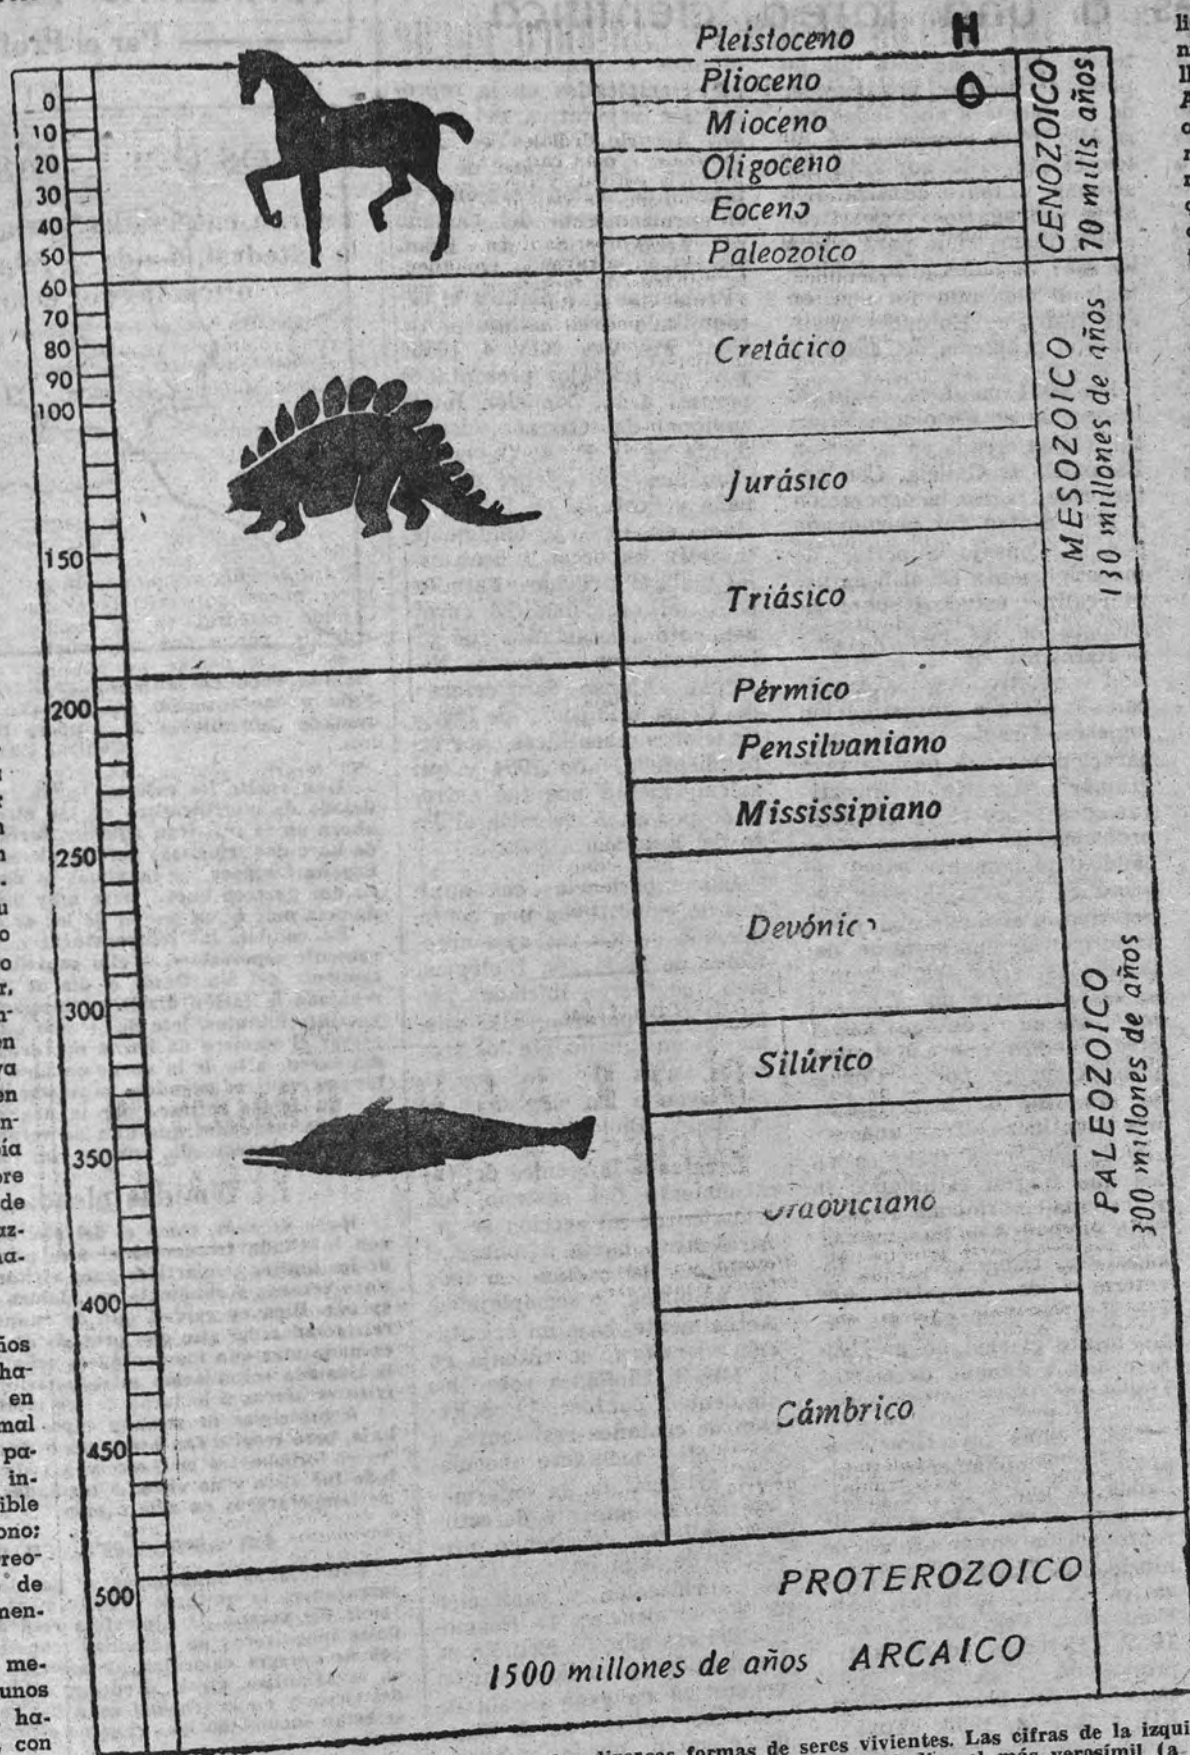 Pleistoceno H
Plioceno O
Mioceno
Oligoceno
Eoceno
Paleozoico
CENOZOICO
70 mills años
0
10
20
30
40
50
60
70
80
90
100
150
200
250
300
350
400
450
500
Cretácico
Jurásico
Triásico
MESOZOICO
130 millones de años
Pérmico
Pensilvaniano
Mississipiano
Devónico
Silúrico
Ordoviciano
Cámbrico
PALEOZOICO
300 millones de años
PROTEROZOICO
1500 millones de años ARCAICO
formas de seres vivientes. Las cifras de la izqui
más verosímil (a